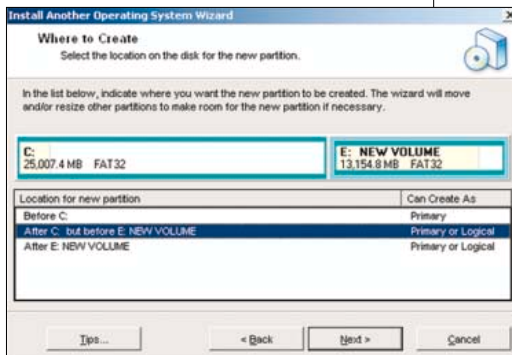 Install Another Operating System Wizard
Where to Create
Select the location on the disk for the new partition.
In the list below, indicate where you want the new partition to be created. The wizard will move
and/or resize other partitions to make room for the new partition if necessary.
C:
25,007.4 MB FAT32
E: NEW VOLUME
13,154.8 MB FAT32
Location for new partition Can Create As
Before C: Primary
After C: but before E: NEW VOLUME Primary or Logical
After E: NEW VOLUME Primary or Logical
Tips... < Back Next > Cancel